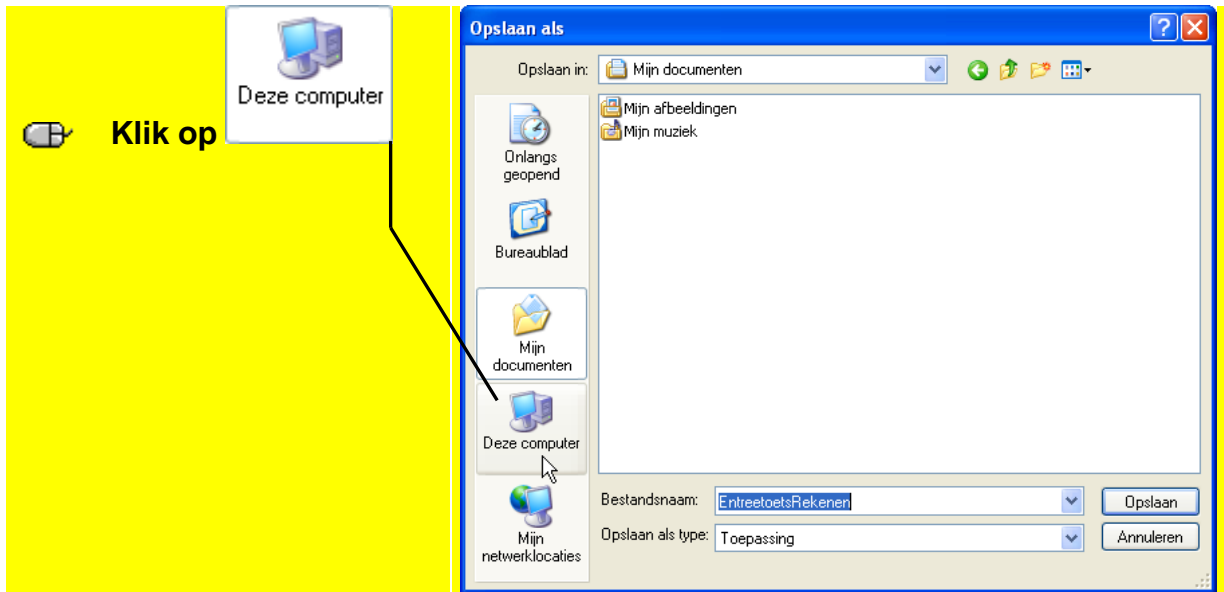 Deze computer
Klik op
Opslaan als
Opslaan in:
Mijn documenten
Onlangs
geopend
Bureaublad
Mijn
documenten
Deze computer
Mijn
netwerklocaties
Mijn afbeeldingen
Mijn muziek
Bestandsnaam:
EntreetoetsRekenen
Opslaan
Opslaan als type:
Toepassing
Annuleren